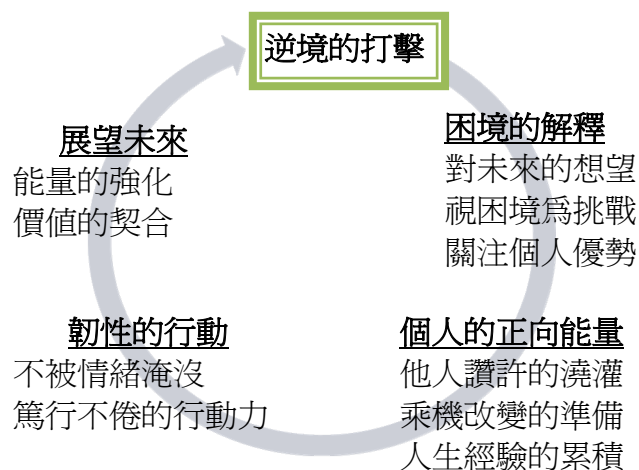 逆境的打擊
困境的解釋
對未來的想望
視困境為挑戰
關注個人優勢
個人的正向能量
他人讚許的澆灌
乘機改變的準備
人生經驗的累積
韌性的行動
不被情緒淹沒
篤行不倦的行動力
展望未來
能量的強化
價值的契合